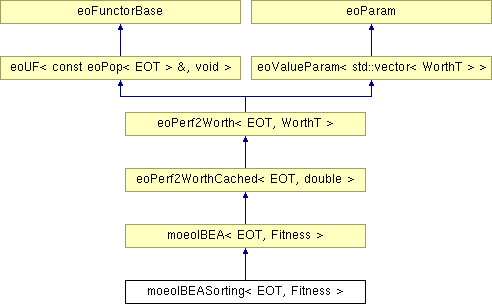 eoFunctorBase
eoParam
eoUF< const eoPop< EOT > &, void >
eoValueParam< std::vector< WorthT > >
eoPerf2Worth< EOT, WorthT >
eoPerf2WorthCached< EOT, double >
moeoIBEA< EOT, Fitness >
moeoIBEASorting< EOT, Fitness >